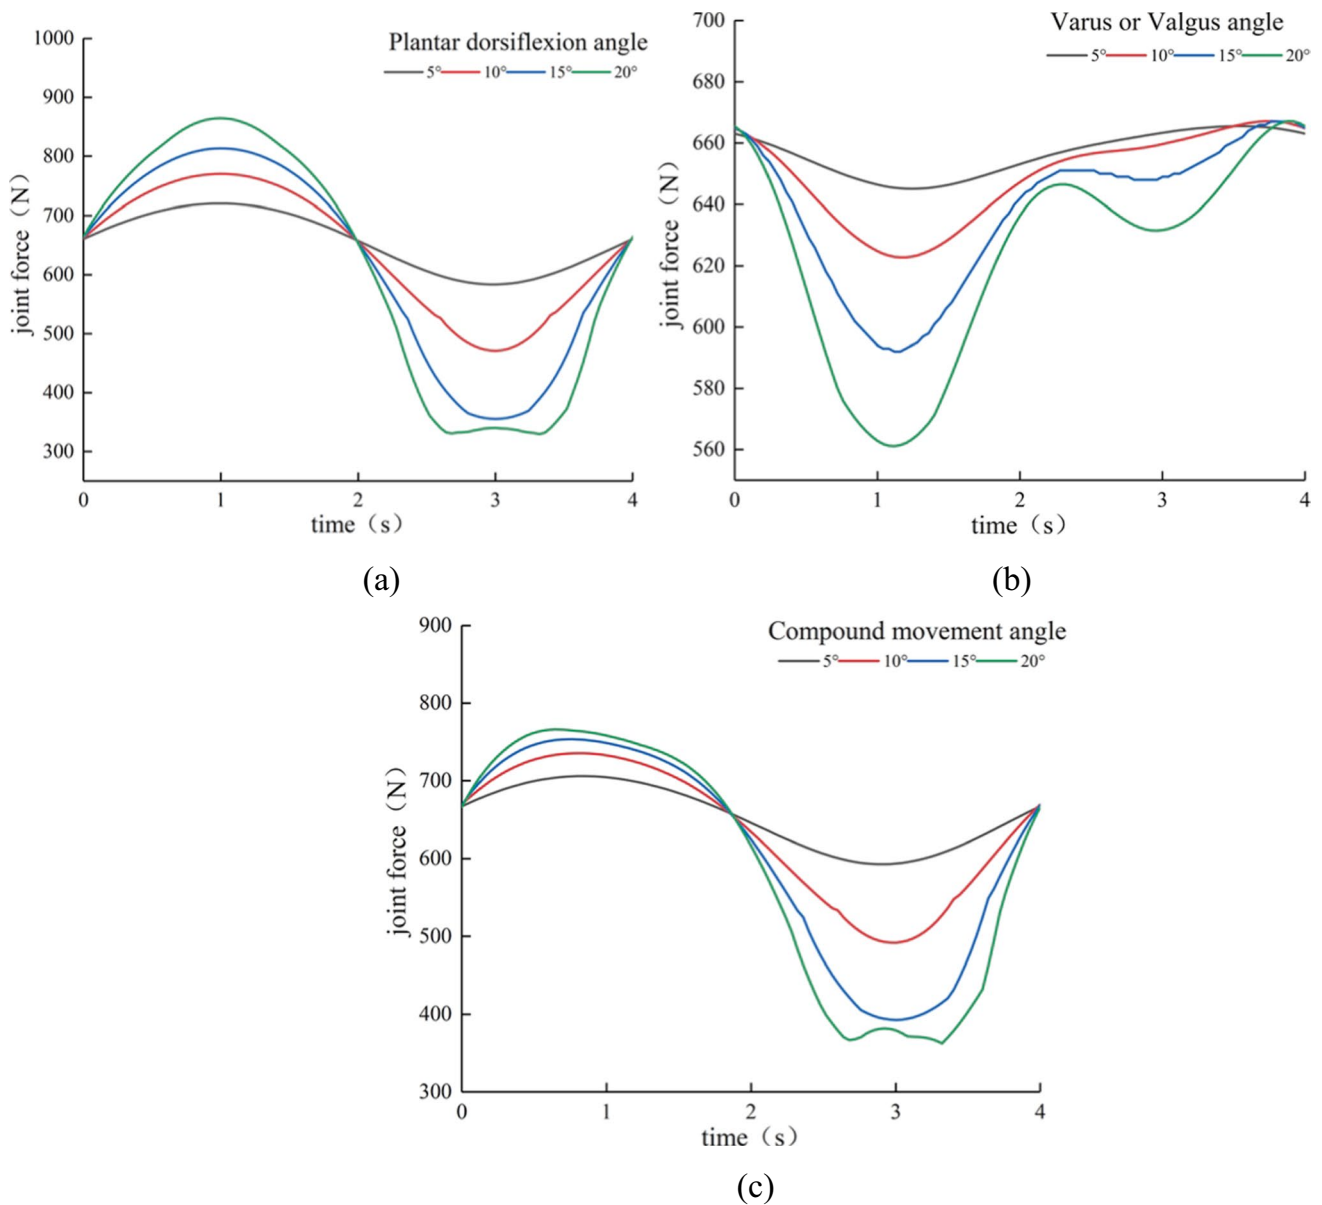 Plantar dorsiflexion angle
5° 10° 15° 20°
1000
900
800
700
600
500
400
300
joint force（N）
0 1 2 3 4
time（s）
(a)
Varus or Valgus angle
5° 10° 15° 20°
700
680
660
640
620
600
580
560
joint force（N）
0 1 2 3 4
time（s）
(b)
Compound movement angle
5° 10° 15° 20°
900
800
700
600
500
400
300
joint force（N）
0 1 2 3 4
time（s）
(c)